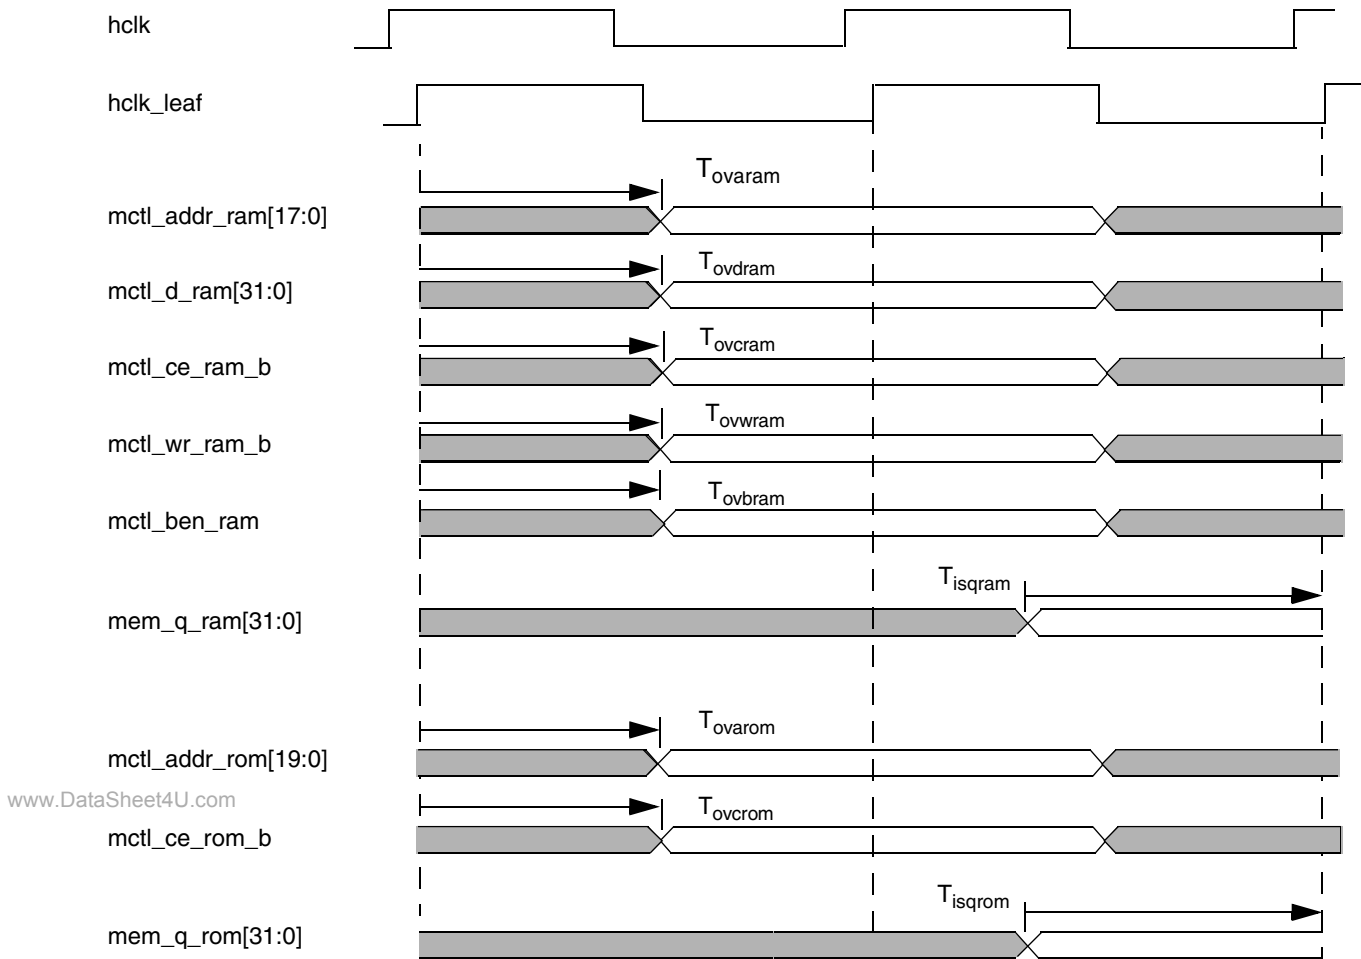 hclk
hclk_leaf
Tovaram
mctl_addr_ram[17:0]
Tovdram
mctl_d_ram[31:0]
Tovcram
mctl_ce_ram_b
Tovwram
mctl_wr_ram_b
Tovbram
mctl_ben_ram
Tisqram
mem_q_ram[31:0]
Tovarom
mctl_addr_rom[19:0]
www.DataSheet4U.com
Tovcrom
mctl_ce_rom_b
Tisqrom
mem_q_rom[31:0]